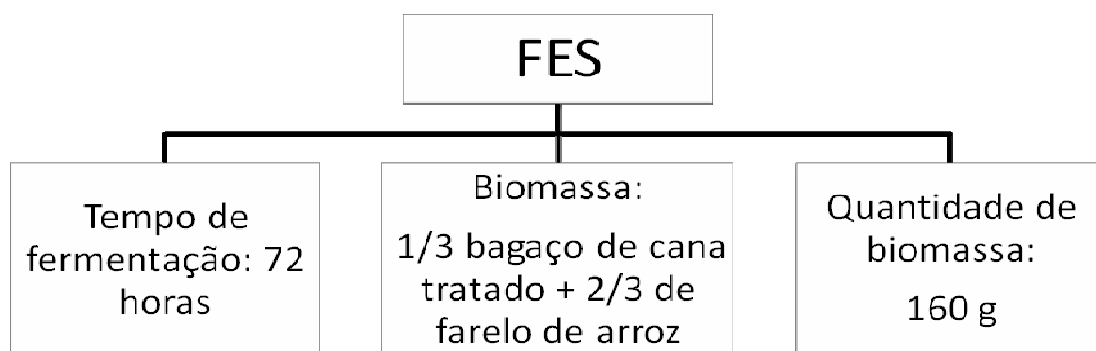 FES
Tempo de
fermentação: 72
horas
Biomassa:
1/3 bagaço de cana
tratado + 2/3 de
farelo de arroz
Quantidade de
biomassa:
160 g